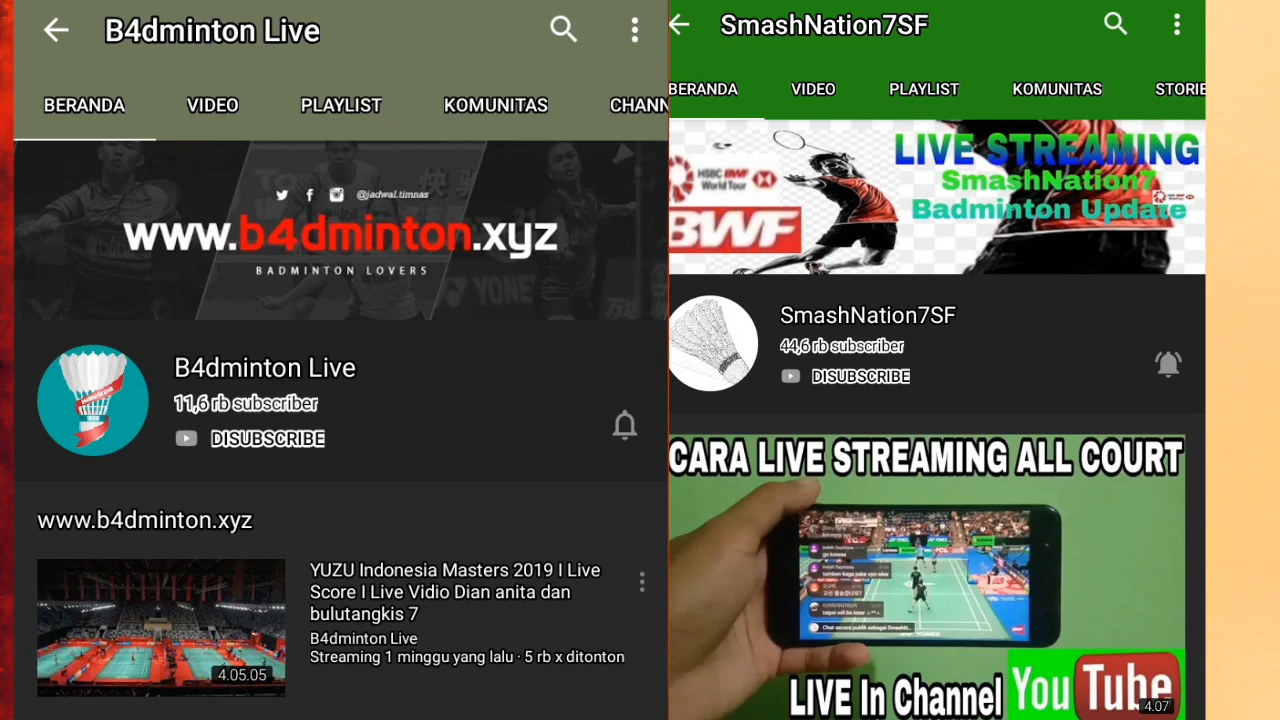 B4dminton Live
BERANDA VIDEO PLAYLIST KOMUNITAS CHANN
@jadwal.timnas
www.b4dminton.xyz
BADMINTON LOVERS
B4dminton Live
11,6 rb subscriber
DISUBSCRIBE
www.b4dminton.xyz
YUZU Indonesia Masters 2019 I Live
Score I Live Vidio Dian anita dan
bulutangkis 7
B4dminton Live
Streaming 1 minggu yang lalu · 5 rb x ditonton
4.05.05
SmashNation7SF
BERANDA VIDEO PLAYLIST KOMUNITAS STORIE
LIVE STREAMING
SmashNation7
Badminton Update
HSBC BWF
World Tour
BWF
SmashNation7SF
44,6 rb subscriber
DISUBSCRIBE
CARA LIVE STREAMING ALL COURT
LIVE In Channel YouTube
4.07